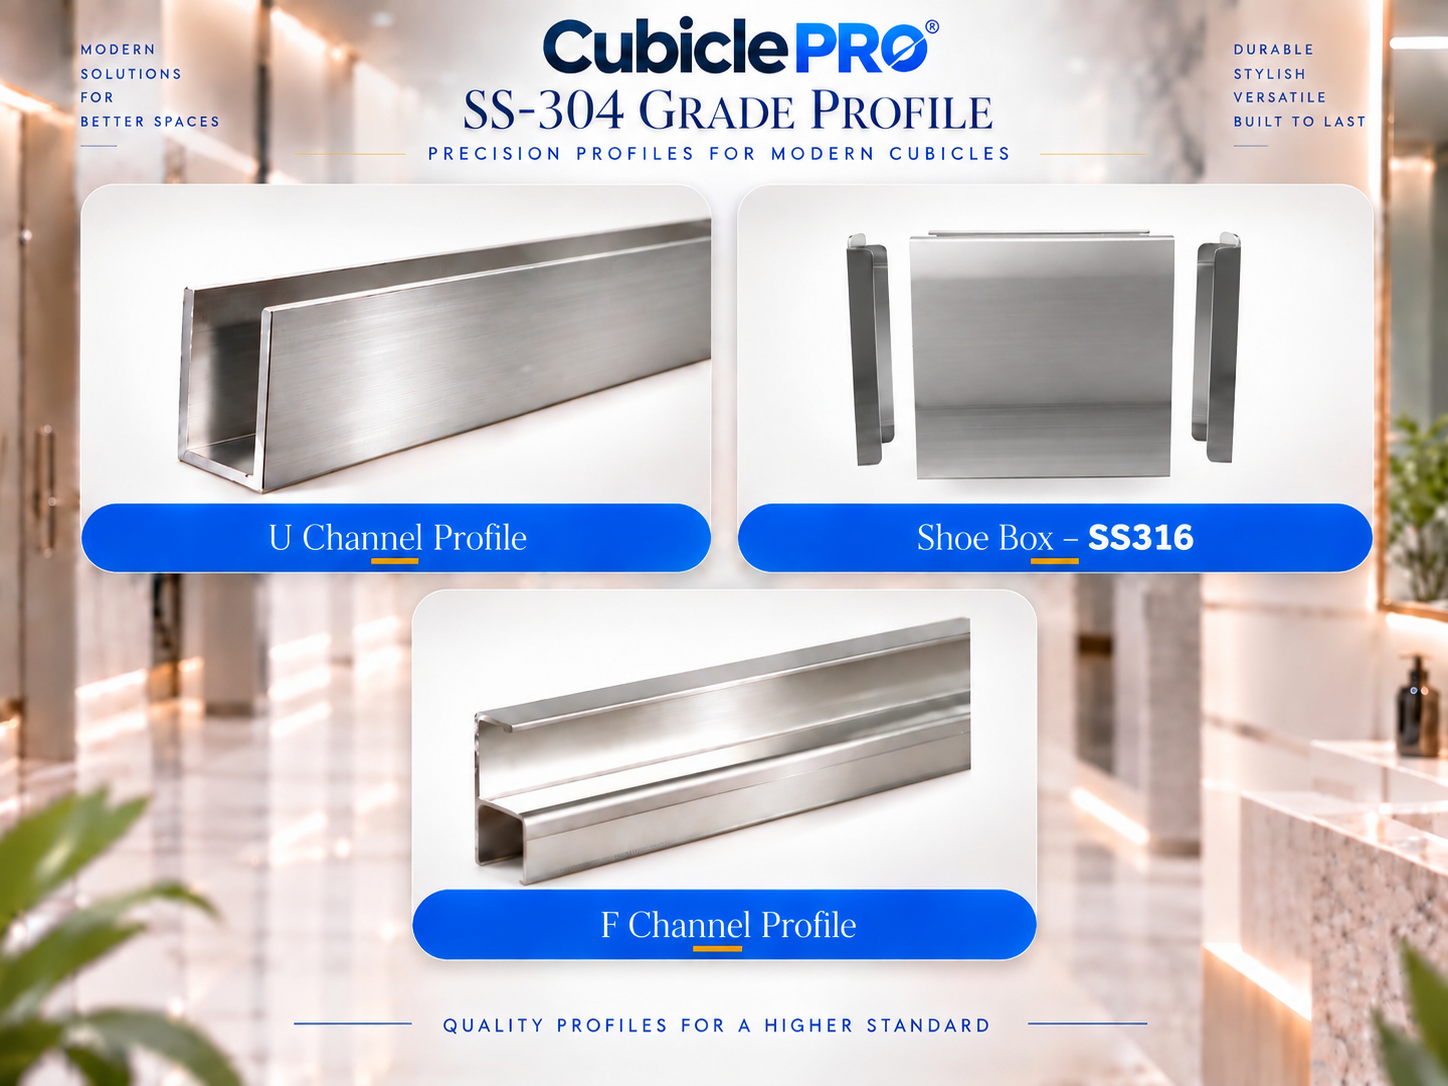 MODERN
SOLUTIONS
FOR
BETTER SPACES
CubiclePRO®
SS-304 GRADE PROFILE
PRECISION PROFILES FOR MODERN CUBICLES
DURABLE
STYLISH
VERSATILE
BUILT TO LAST
U Channel Profile
Shoe Box – SS316
F Channel Profile
QUALITY PROFILES FOR A HIGHER STANDARD